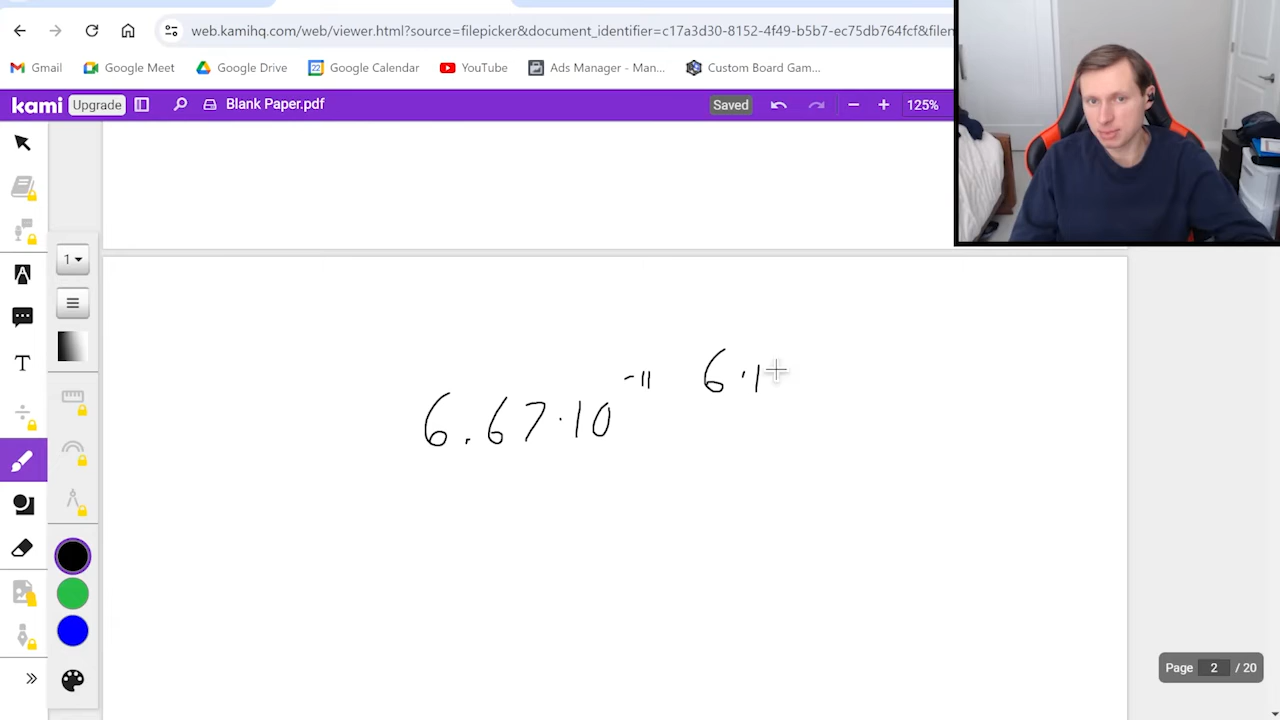 web.kamihq.com/web/viewer.html?source=filepicker&document_identifier=c17a3d30-8152-4f49-b5b7-ec75db764fcf&filen
Gmail Google Meet Google Drive 22 Google Calendar YouTube Ads Manager - Man... Custom Board Gam...
kami Upgrade Blank Paper.pdf Saved 125%
1
6.67·10^-11 6·1
T
Page 2 / 20